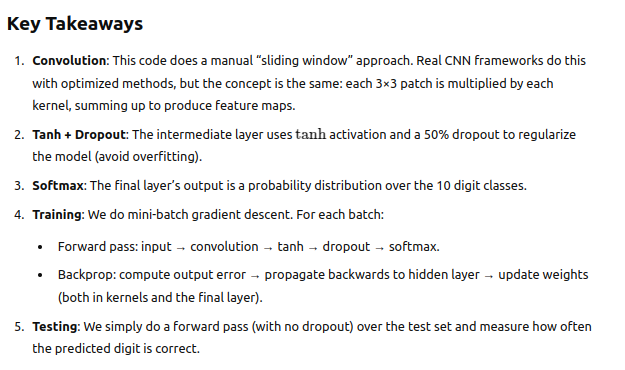 Key Takeaways
1. Convolution: This code does a manual “sliding window” approach. Real CNN frameworks do this
with optimized methods, but the concept is the same: each 3×3 patch is multiplied by each
kernel, summing up to produce feature maps.
2. Tanh + Dropout: The intermediate layer uses tanh activation and a 50% dropout to regularize
the model (avoid overfitting).
3. Softmax: The final layer’s output is a probability distribution over the 10 digit classes.
4. Training: We do mini-batch gradient descent. For each batch:
• Forward pass: input → convolution → tanh → dropout → softmax.
• Backprop: compute output error → propagate backwards to hidden layer → update weights
(both in kernels and the final layer).
5. Testing: We simply do a forward pass (with no dropout) over the test set and measure how often
the predicted digit is correct.